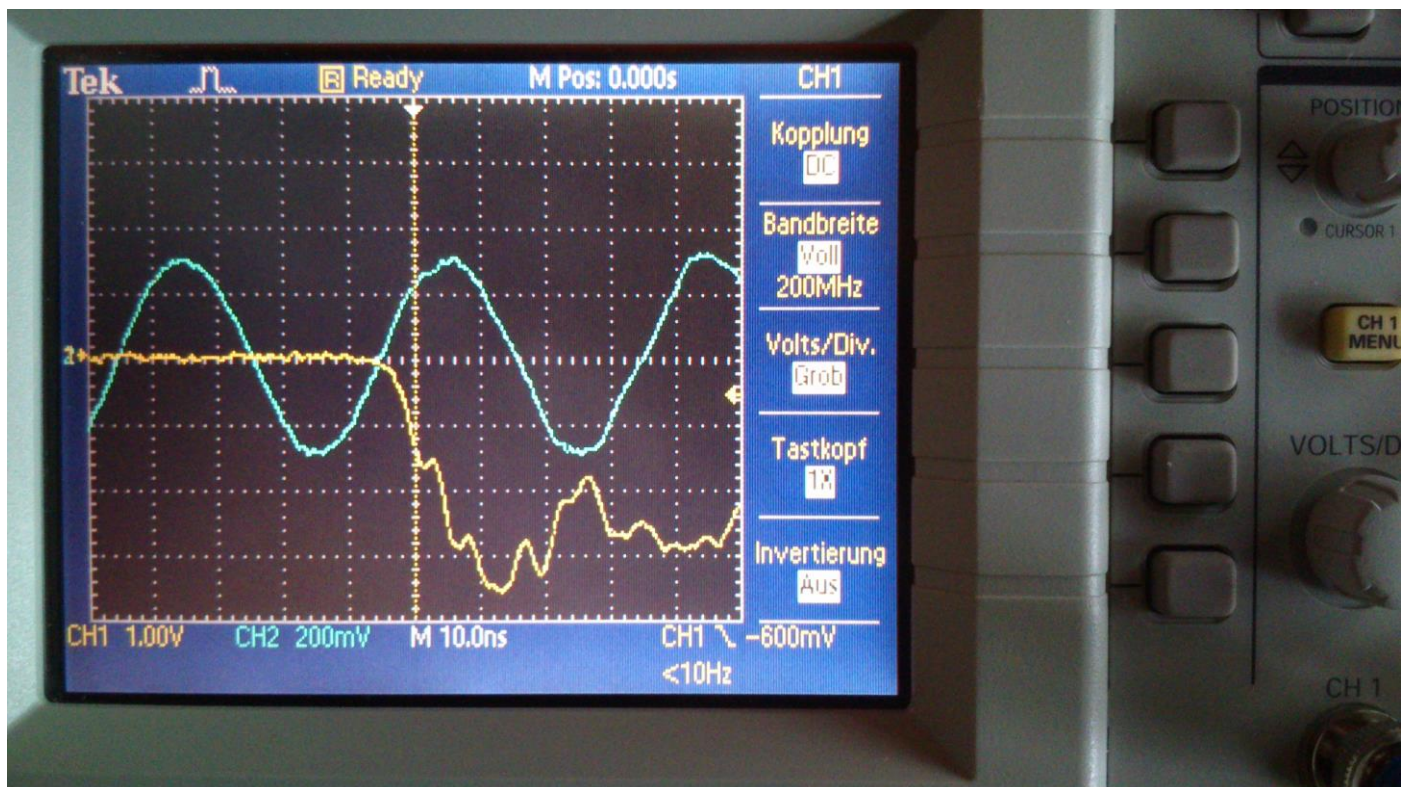 Tek R Ready M Pos: 0.000s CH1
Kopplung
DC
Bandbreite
Voll
200MHz
Volts/Div.
Grob
Tastkopf
1X
Invertierung
Aus
CH1 1.00V CH2 200mV M 10.0ns CH1 -600mV
<10Hz
POSITION
CURSOR 1
CH 1
MENU
VOLTS/D
CH 1